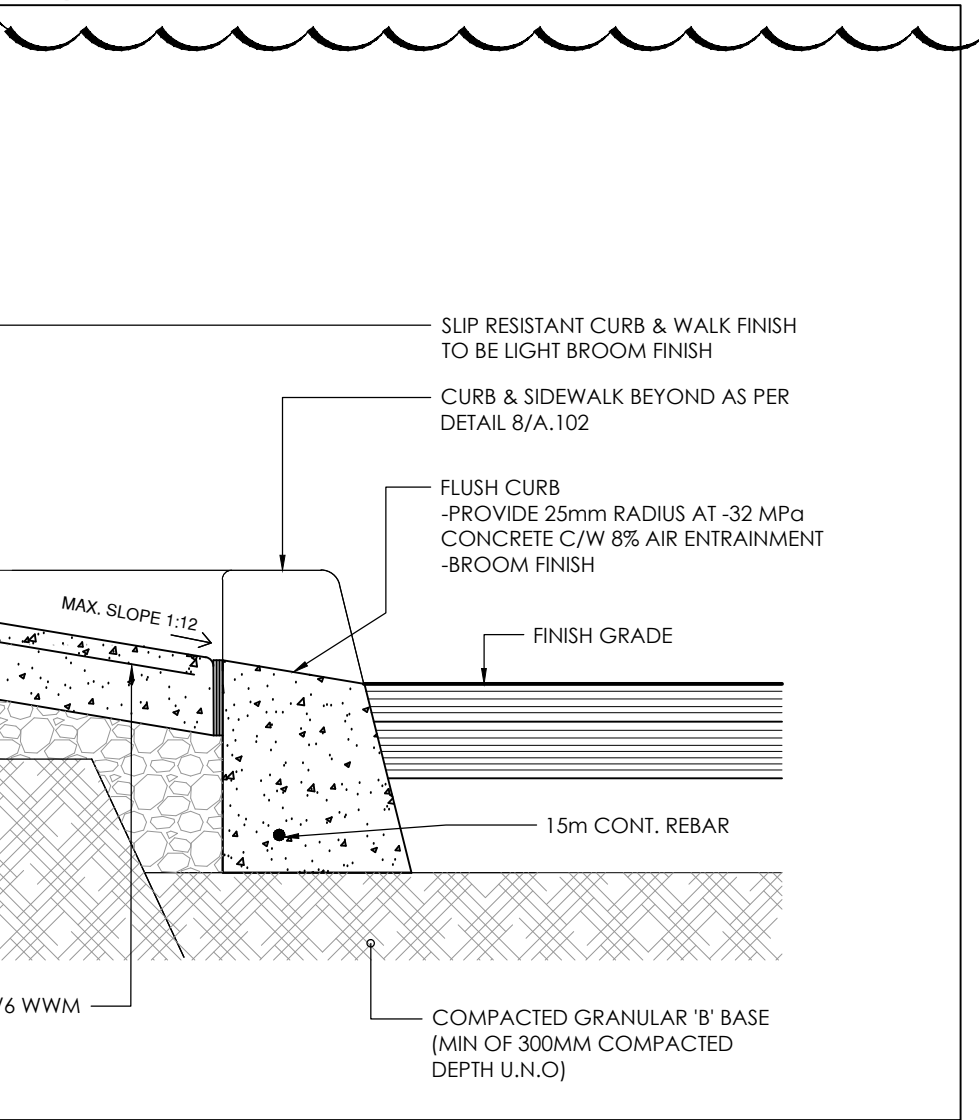 SLIP RESISTANT CURB & WALK FINISH
TO BE LIGHT BROOM FINISH
CURB & SIDEWALK BEYOND AS PER
DETAIL 8/A.102
FLUSH CURB
-PROVIDE 25mm RADIUS AT -32 MPa
CONCRETE C/W 8% AIR ENTRAINMENT
-BROOM FINISH
MAX. SLOPE 1:12
FINISH GRADE
15m CONT. REBAR
/6 WWM
COMPACTED GRANULAR 'B' BASE
(MIN OF 300MM COMPACTED
DEPTH U.N.O)